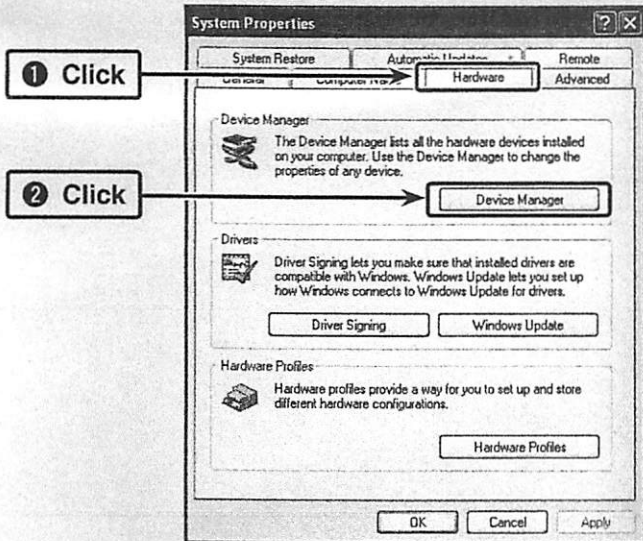 System Properties
System Restore Automatic Updates Remote
❶ Click
General Computer Hardware Advanced
Device Manager
The Device Manager lists all the hardware devices installed
on your computer. Use the Device Manager to change the
properties of any device.
❷ Click
Device Manager
Drivers
Driver Signing lets you make sure that installed drivers are
compatible with Windows. Windows Update lets you set up
how Windows connects to Windows Update for drivers.
Driver Signing Windows Update
Hardware Profiles
Hardware profiles provide a way for you to set up and store
different hardware configurations.
Hardware Profiles
OK Cancel Apply